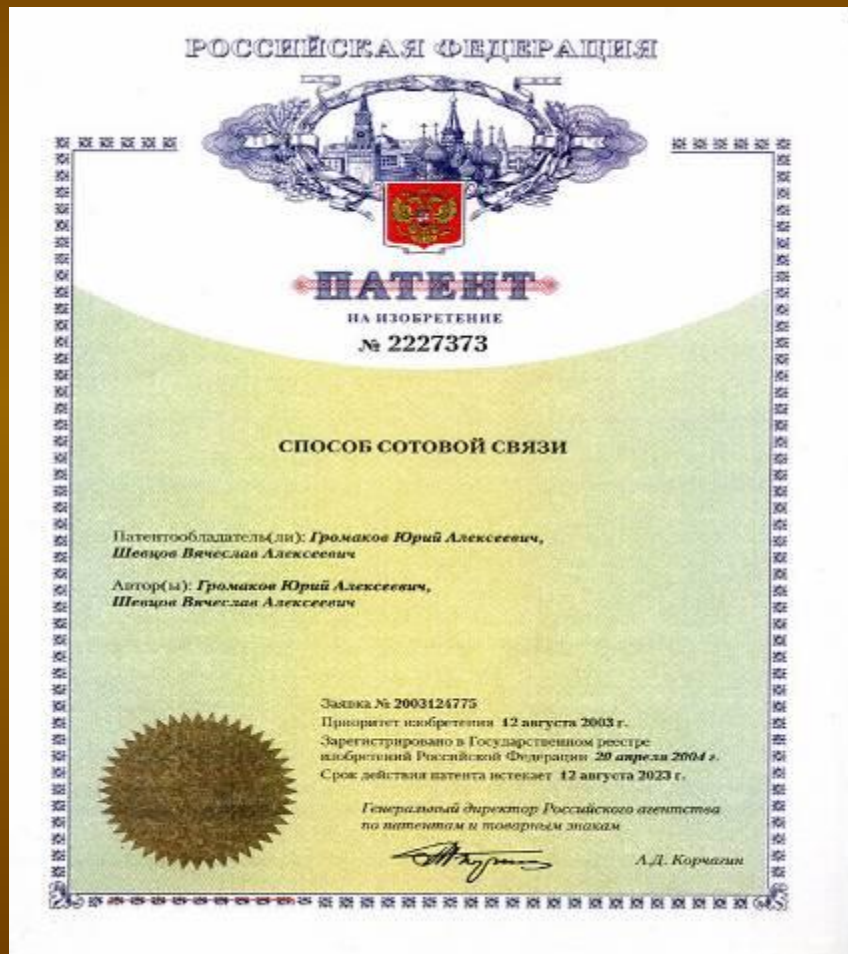 РОССИЙСКАЯ ФЕДЕРАЦИЯ
ПАТЕНТ
НА ИЗОБРЕТЕНИЕ
№ 2227373
СПОСОБ СОТОВОЙ СВЯЗИ
Патентообладатель(ли): Громаков Юрий Алексеевич,
Шевцов Вячеслав Алексеевич
Автор(ы): Громаков Юрий Алексеевич,
Шевцов Вячеслав Алексеевич
Заявка № 2003124775
Приоритет изобретения 12 августа 2003 г.
Зарегистрировано в Государственном реестре
изобретений Российской Федерации 20 апреля 2004 г.
Срок действия патента истекает 12 августа 2023 г.
Генеральный директор Российского агентства
по патентам и товарным знакам
А.Д. Корчагин